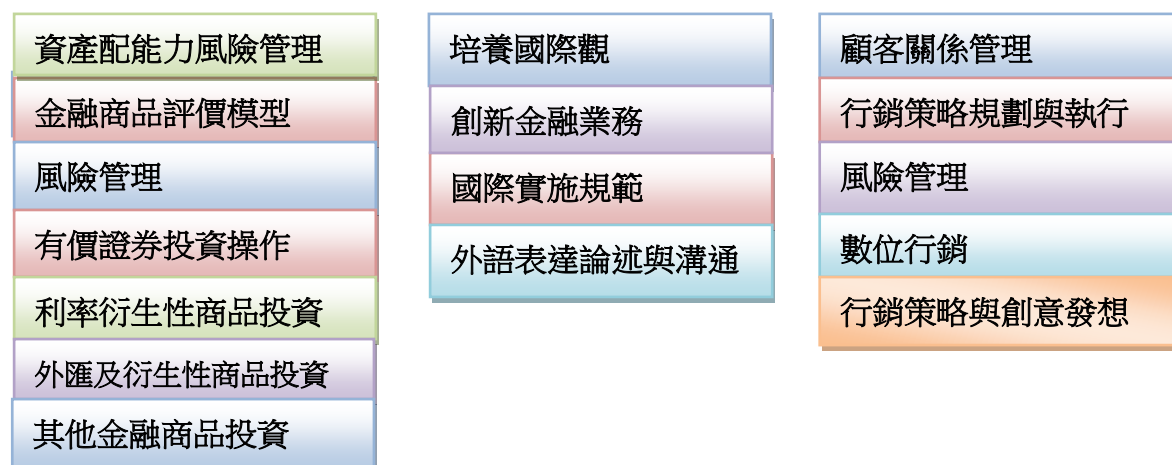 資產配能力風險管理
金融商品評價模型
風險管理
有價證券投資操作
利率衍生性商品投資
外匯及衍生性商品投資
其他金融商品投資
培養國際觀
創新金融業務
國際實施規範
外語表達論述與溝通
顧客關係管理
行銷策略規劃與執行
風險管理
數位行銷
行銷策略與創意發想